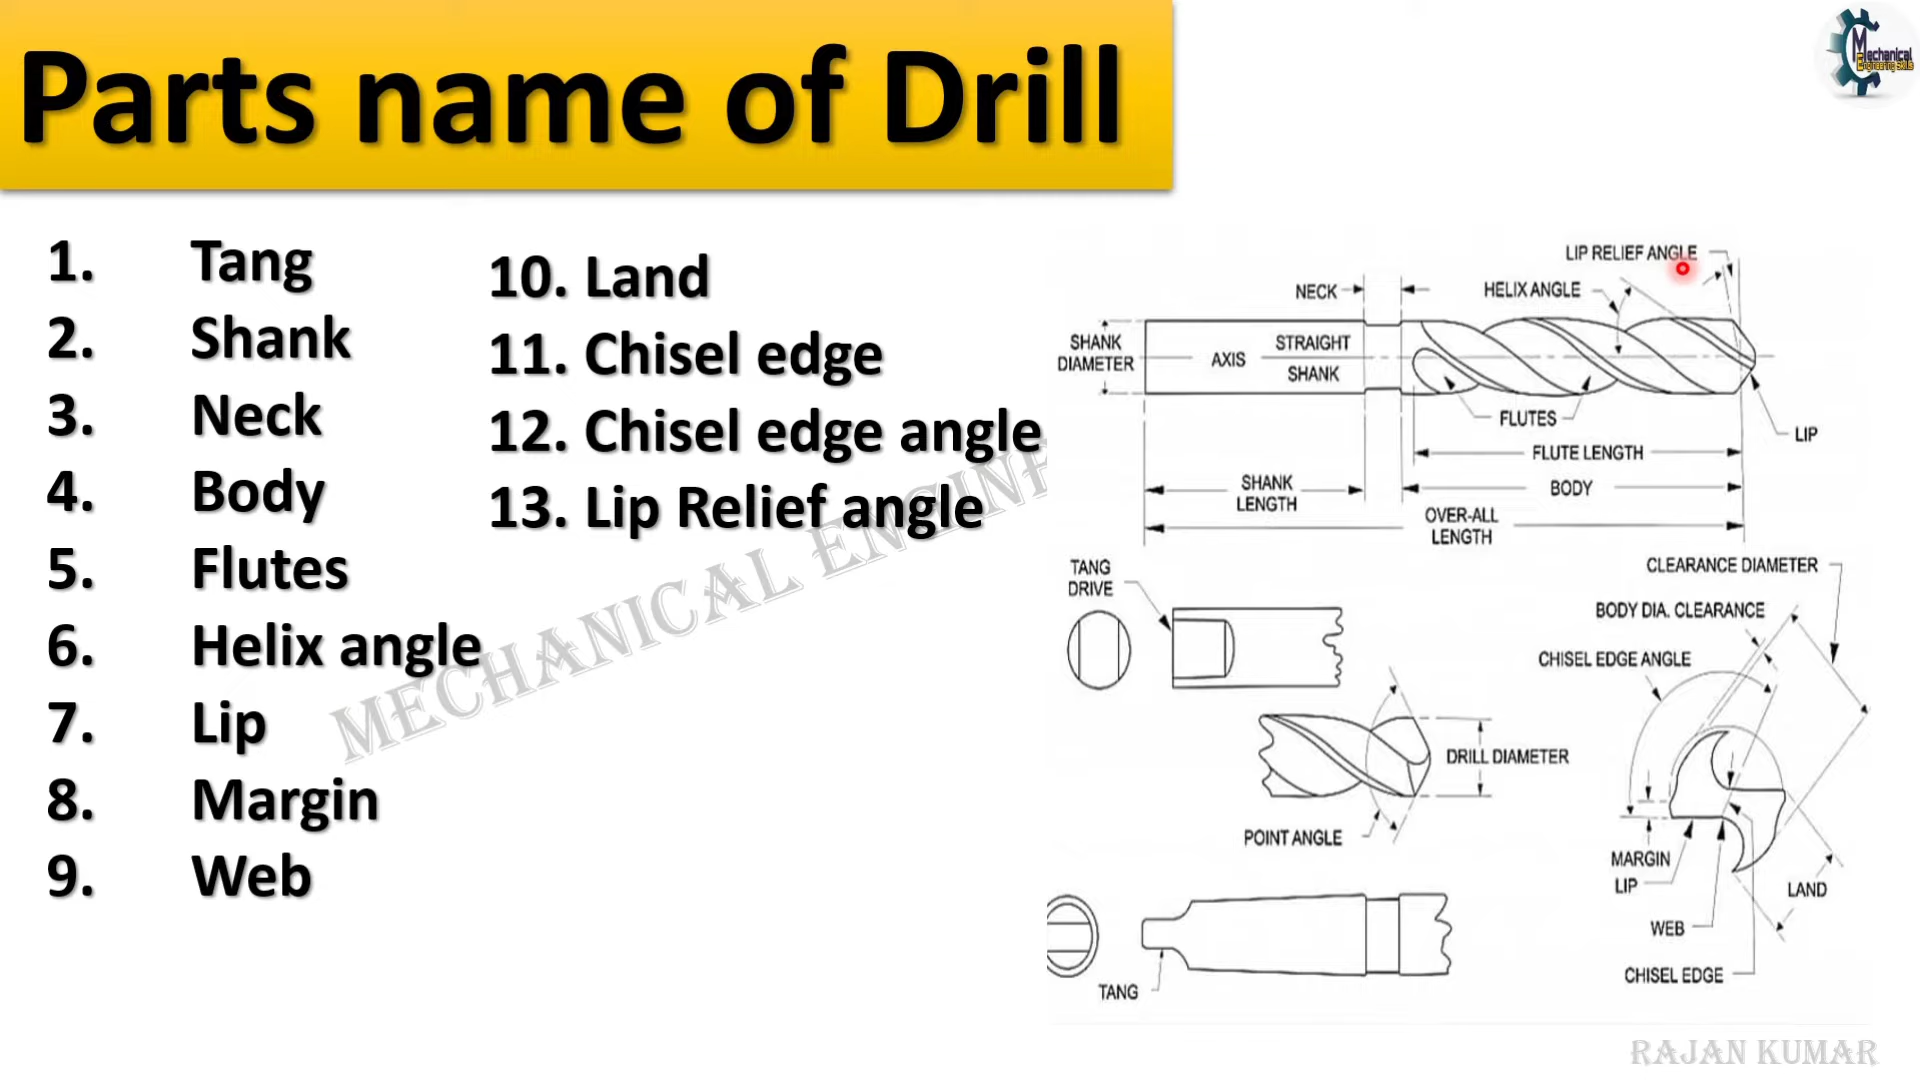 Parts name of Drill
Mechanical
Engineering Skills
1. Tang
2. Shank
3. Neck
4. Body
5. Flutes
6. Helix angle
7. Lip
8. Margin
9. Web
10. Land
11. Chisel edge
12. Chisel edge angle
13. Lip Relief angle
MECHANICAL ENGINE
LIP RELIEF ANGLE
NECK
HELIX ANGLE
SHANK
DIAMETER
AXIS
STRAIGHT
SHANK
FLUTES
LIP
FLUTE LENGTH
SHANK
LENGTH
BODY
OVER-ALL
LENGTH
TANG
DRIVE
CLEARANCE DIAMETER
BODY DIA. CLEARANCE
CHISEL EDGE ANGLE
DRILL DIAMETER
POINT ANGLE
MARGIN
LIP
LAND
WEB
CHISEL EDGE
TANG
RAJAN KUMAR